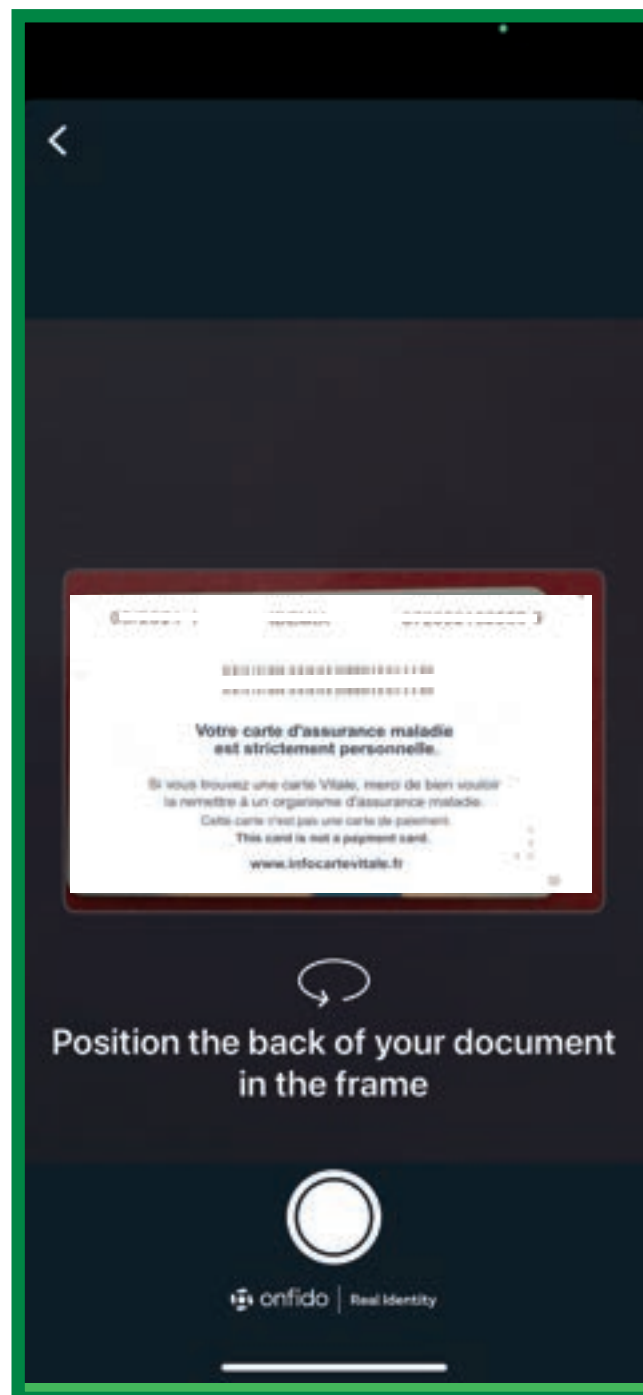 Votre carte d'assurance maladie
est strictement personnelle.
Si vous trouvez une carte Vitale, merci de bien vouloir
la remettre à un organisme d'assurance maladie.
Cette carte n'est pas une carte de paiement.
This card is not a payment card.
www.infocartevitale.fr
Position the back of your document
in the frame
onfido | Real Identity